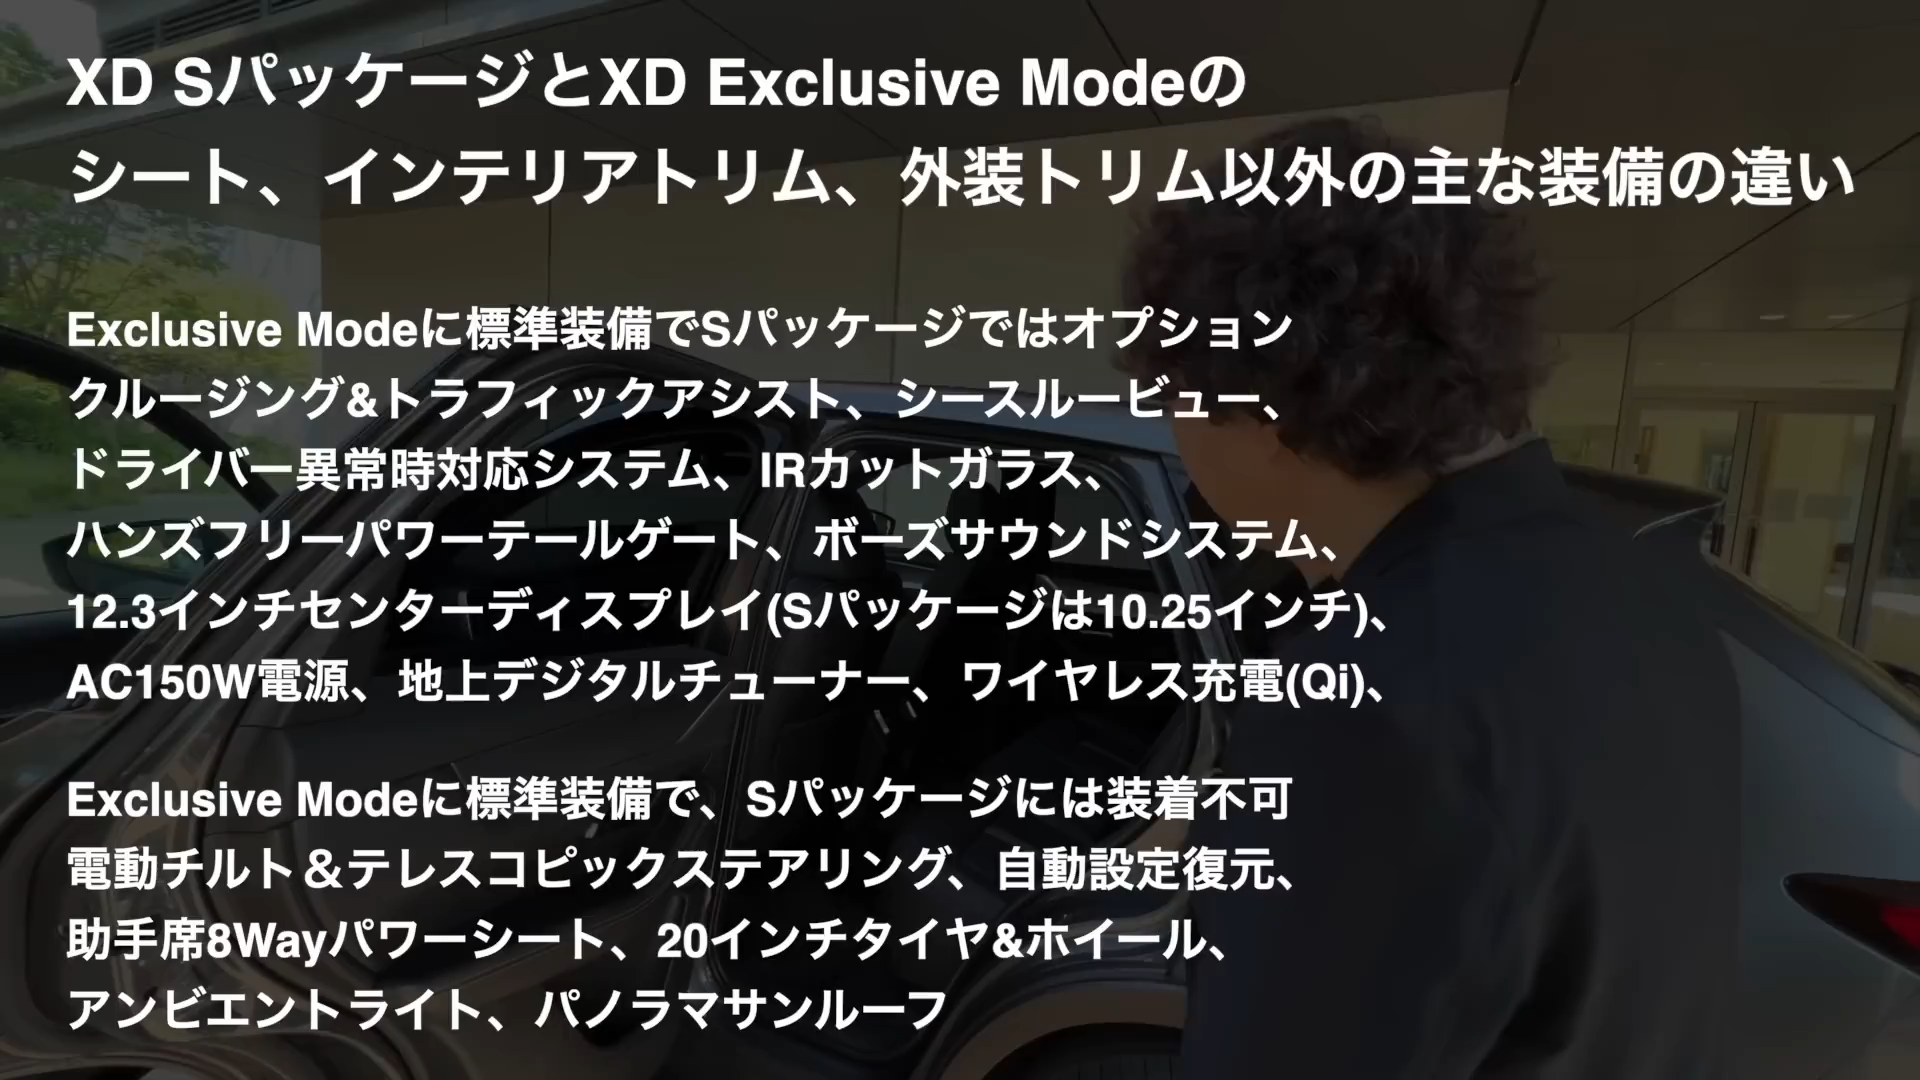 XD SパッケージとXD Exclusive Modeの
シート、インテリアトリム、外装トリム以外の主な装備の違い
Exclusive Modeに標準装備でSパッケージではオプション
クルージング&トラフィックアシスト、シースルービュー、
ドライバー異常時対応システム、IRカットガラス、
ハンズフリーパワーテールゲート、ボーズサウンドシステム、
12.3インチセンターディスプレイ(Sパッケージは10.25インチ)、
AC150W電源、地上デジタルチューナー、ワイヤレス充電(Qi)、
Exclusive Modeに標準装備で、Sパッケージには装着不可
電動チルト＆テレスコピックステアリング、自動設定復元、
助手席8Wayパワーシート、20インチタイヤ&ホイール、
アンビエントライト、パノラマサンルーフ